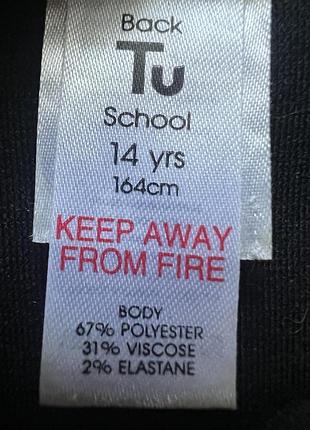 Back
Tu
School
14 yrs
164cm
KEEP AWAY
FROM FIRE
BODY
67% POLYESTER
31% VISCOSE
2% ELASTANE